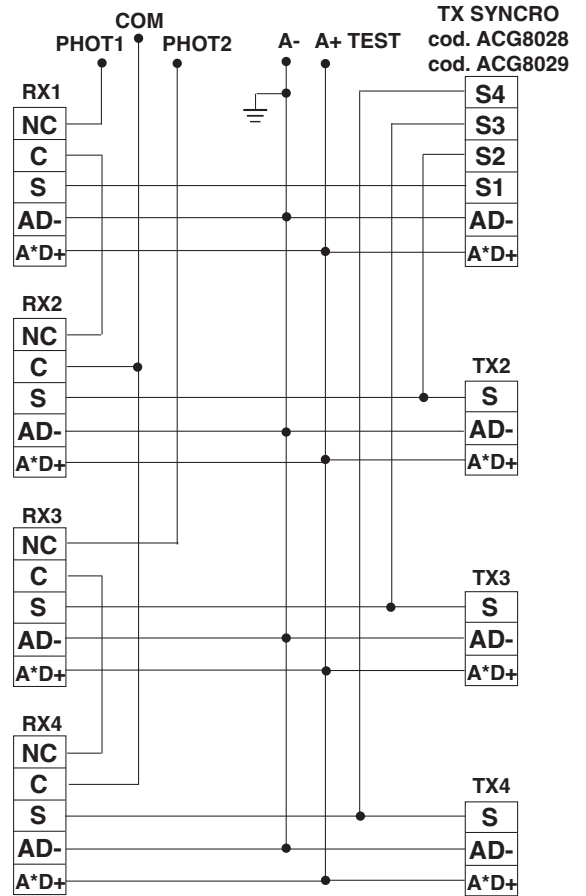 COM
PHOT1 PHOT2 A- A+ TEST
TX SYNCRO
cod. ACG8028
cod. ACG8029
RX1
NC
C
S
AD-
A*D+
S4
S3
S2
S1
AD-
A*D+
RX2
NC
C
S
AD-
A*D+
TX2
S
AD-
A*D+
RX3
NC
C
S
AD-
A*D+
TX3
S
AD-
A*D+
RX4
NC
C
S
AD-
A*D+
TX4
S
AD-
A*D+